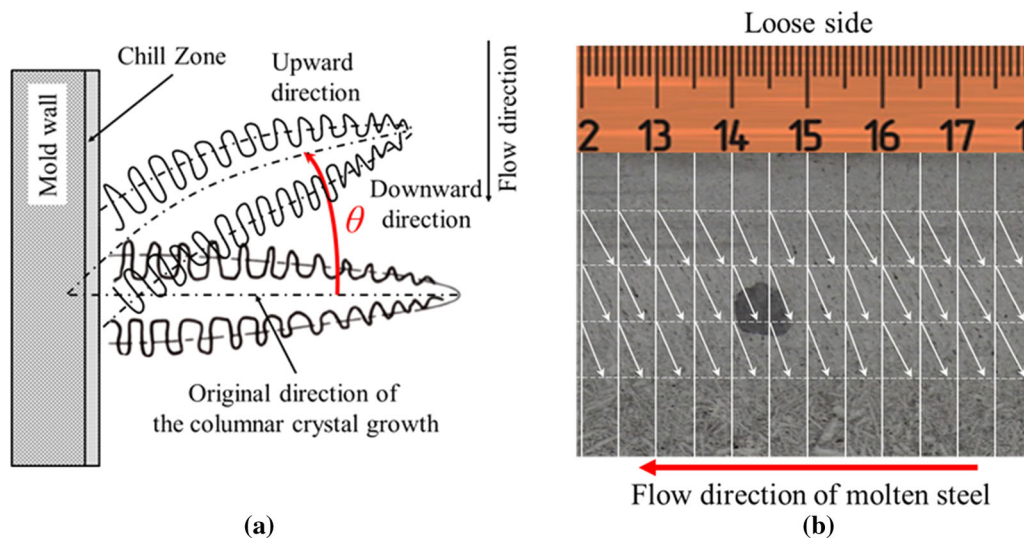 Chill Zone
Mold wall
Upward
direction
Flow direction
Downward
direction
θ
Original direction of
the columnar crystal growth
(a)
Loose side
2 13 14 15 16 17 1
Flow direction of molten steel
(b)